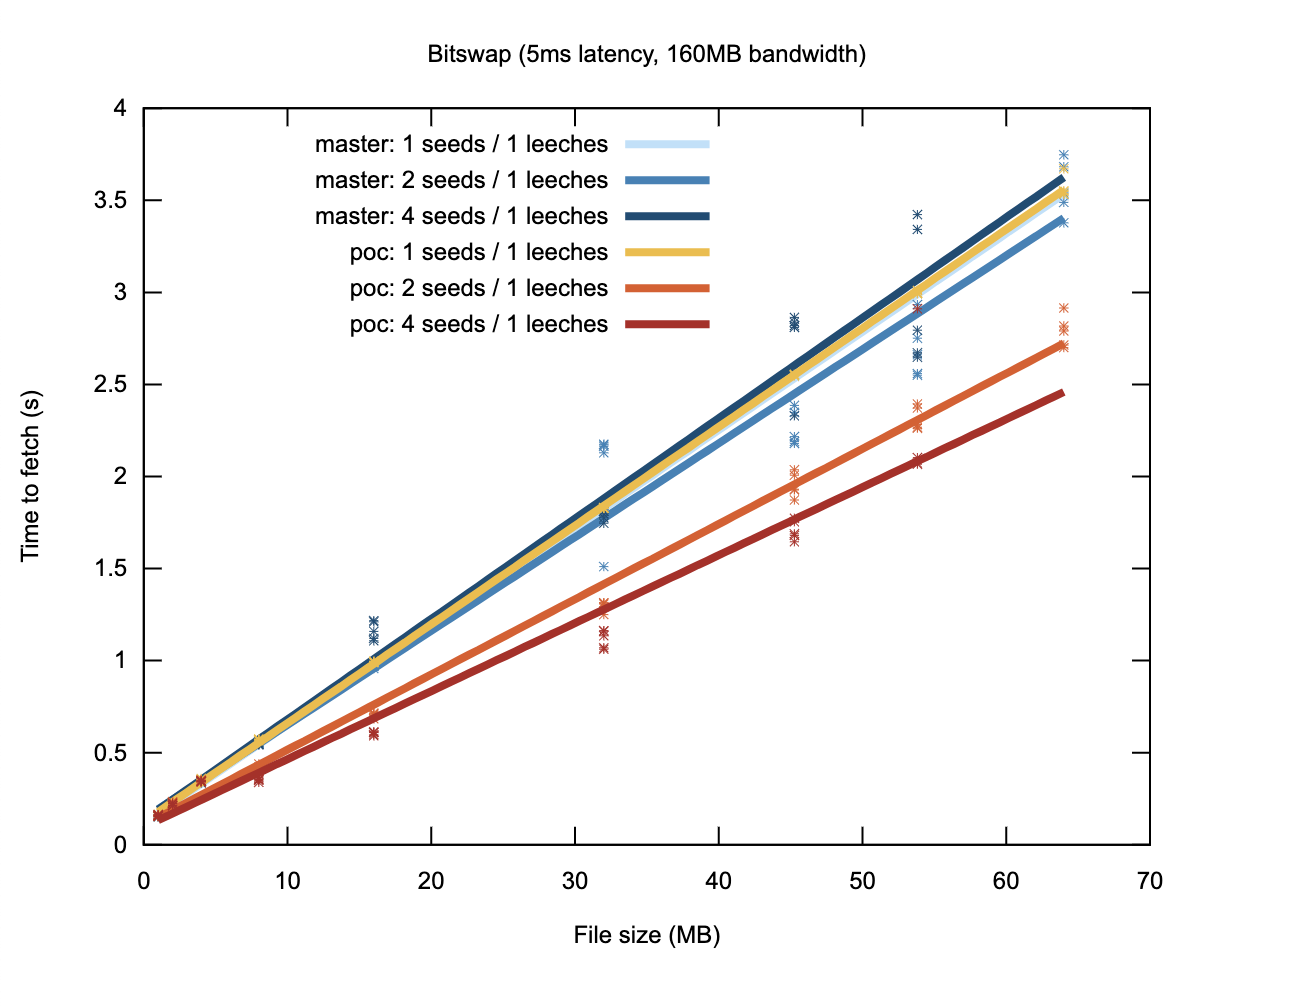 Bitswap (5ms latency, 160MB bandwidth)
master: 1 seeds / 1 leeches
master: 2 seeds / 1 leeches
master: 4 seeds / 1 leeches
poc: 1 seeds / 1 leeches
poc: 2 seeds / 1 leeches
poc: 4 seeds / 1 leeches
Time to fetch (s)
4
3.5
3
2.5
2
1.5
1
0.5
0
0 10 20 30 40 50 60 70
File size (MB)